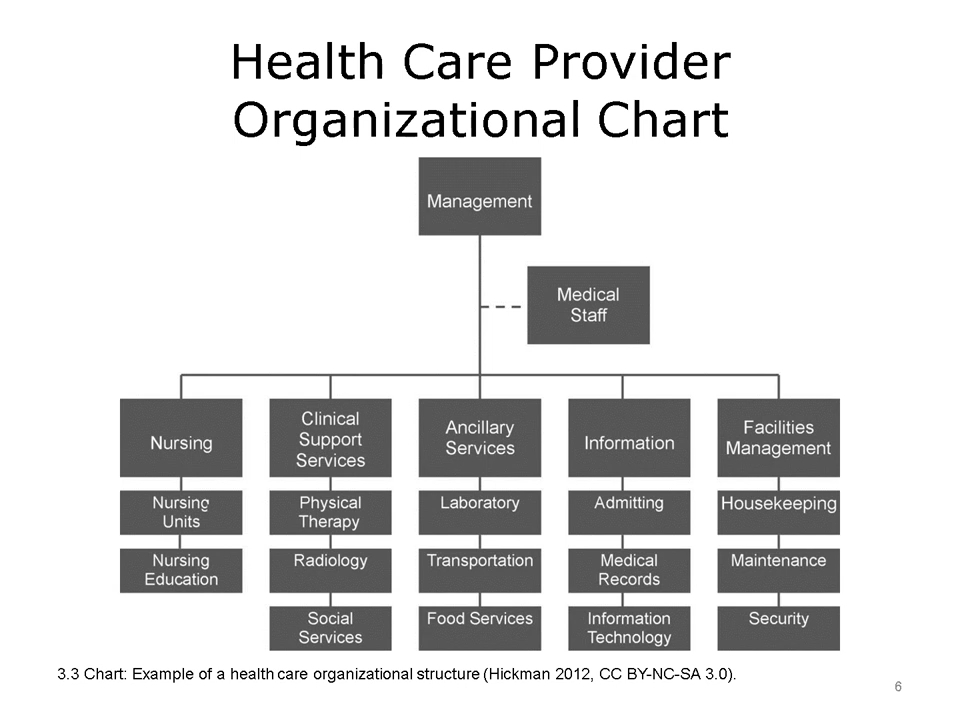 Health Care Provider
Organizational Chart
Management
Medical
Staff
Nursing
Clinical
Support
Services
Ancillary
Services
Information
Facilities
Management
Nursing
Units
Physical
Therapy
Laboratory
Admitting
Housekeeping
Nursing
Education
Radiology
Transportation
Medical
Records
Maintenance
Social
Services
Food Services
Information
Technology
Security
3.3 Chart: Example of a health care organizational structure (Hickman 2012, CC BY-NC-SA 3.0).
6